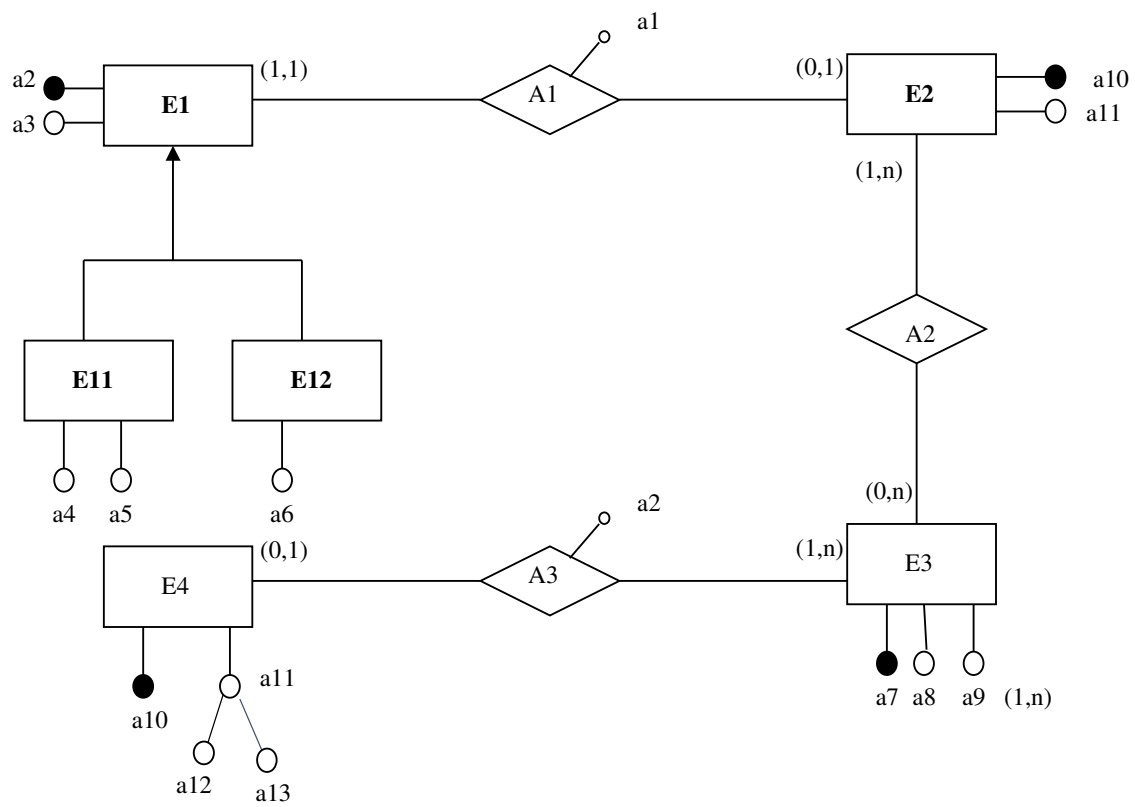 a1
a2
(1,1)
A1
(0,1)
E2
a10
E1
a3
a11
(1,n)
A2
E11
E12
(0,n)
a4
a5
a6
a2
(0,1)
(1,n)
A3
E3
E4
a11
a7
a8
a9
(1,n)
a10
a12
a13